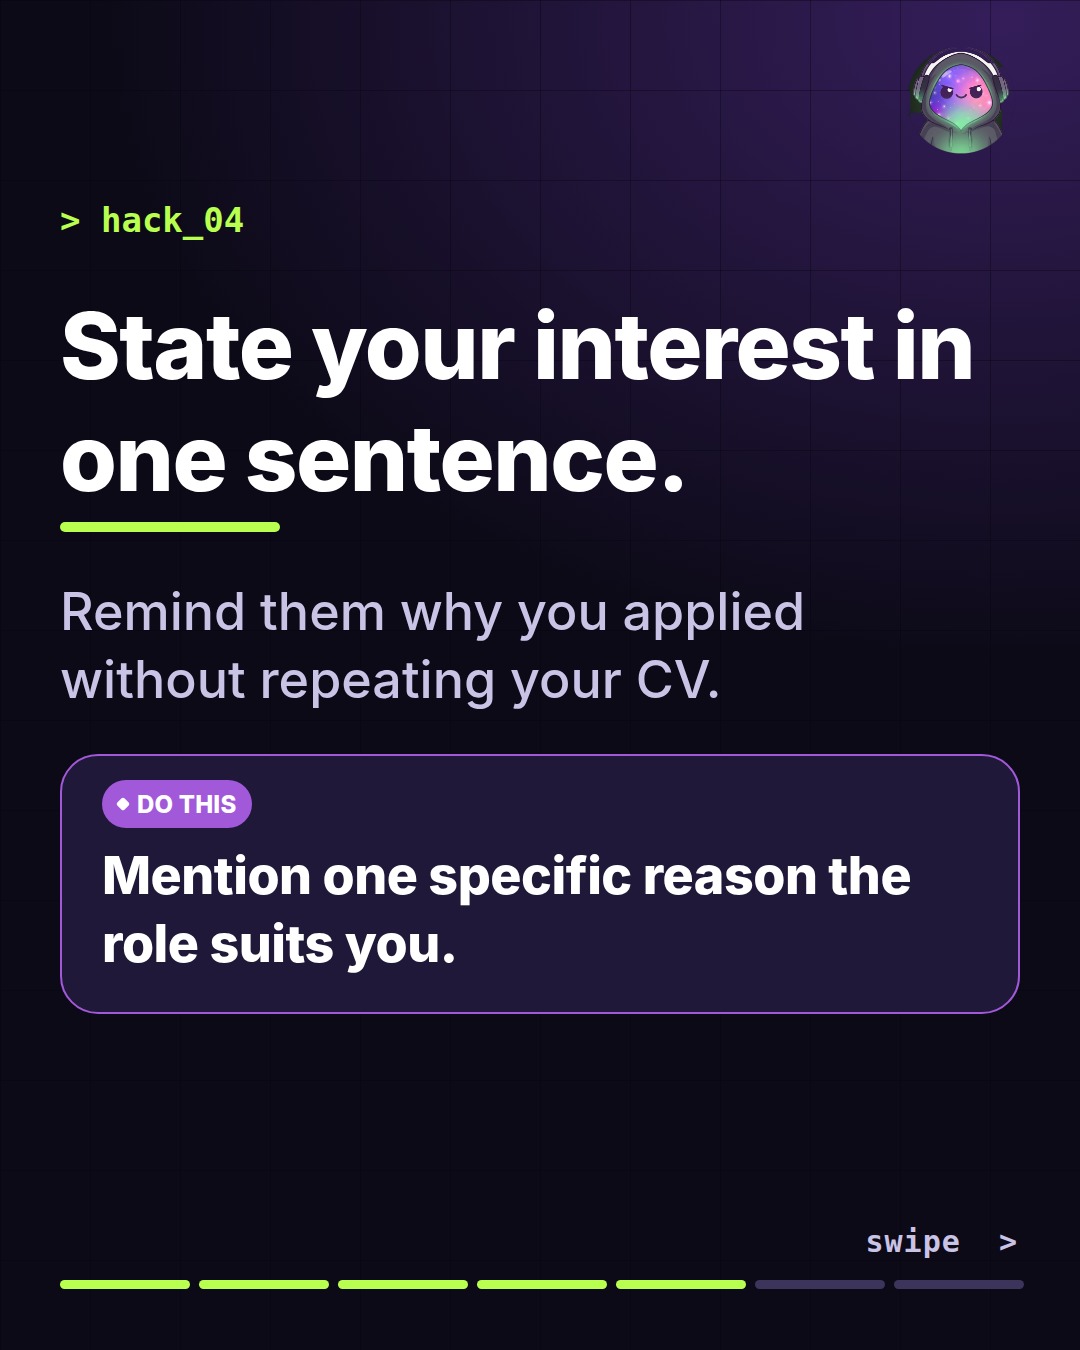 > hack_04
State your interest in
one sentence.
Remind them why you applied
without repeating your CV.
DO THIS
Mention one specific reason the
role suits you.
swipe >